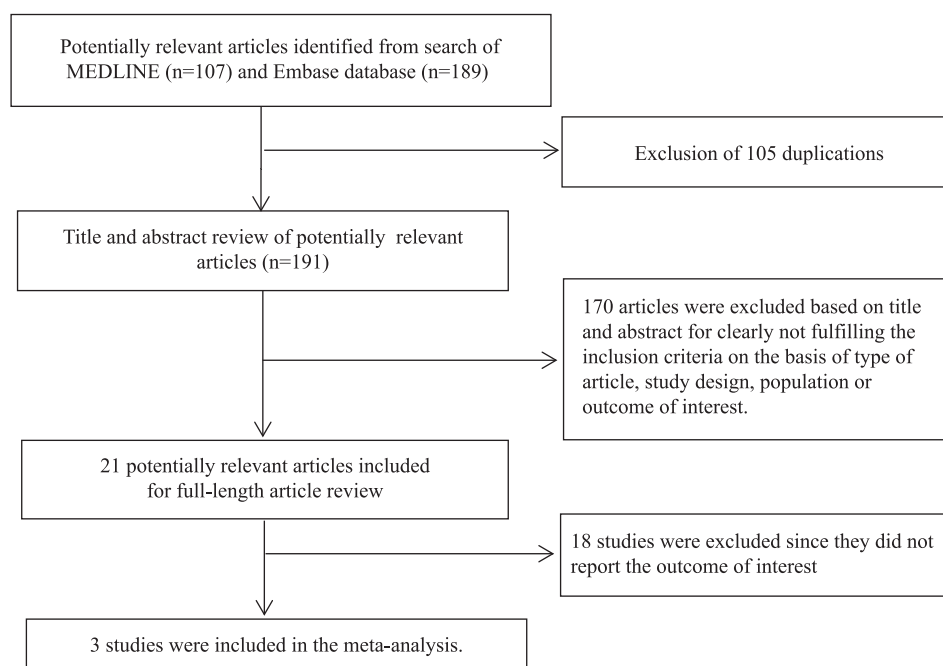 Potentially relevant articles identified from search of
MEDLINE (n=107) and Embase database (n=189)
Exclusion of 105 duplications
Title and abstract review of potentially relevant
articles (n=191)
170 articles were excluded based on title
and abstract for clearly not fulfilling the
inclusion criteria on the basis of type of
article, study design, population or
outcome of interest.
21 potentially relevant articles included
for full-length article review
18 studies were excluded since they did not
report the outcome of interest
3 studies were included in the meta-analysis.